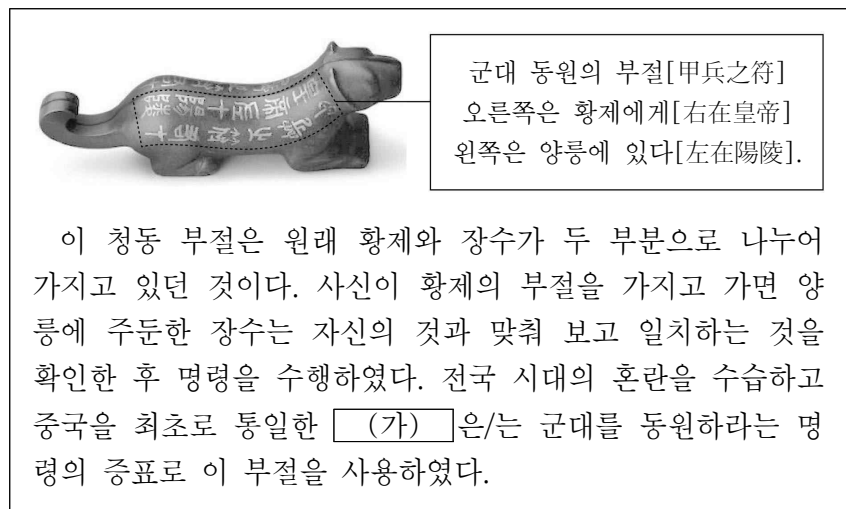 군대 동원의 부절[甲兵之符]
오른쪽은 황제에게[右在皇帝]
왼쪽은 양릉에 있다[左在陽陵].
이 청동 부절은 원래 황제와 장수가 두 부분으로 나누어
가지고 있던 것이다. 사신이 황제의 부절을 가지고 가면 양
릉에 주둔한 장수는 자신의 것과 맞춰 보고 일치하는 것을
확인한 후 명령을 수행하였다. 전국 시대의 혼란을 수습하고
중국을 최초로 통일한 (가) 은/는 군대를 동원하라는 명
령의 증표로 이 부절을 사용하였다.